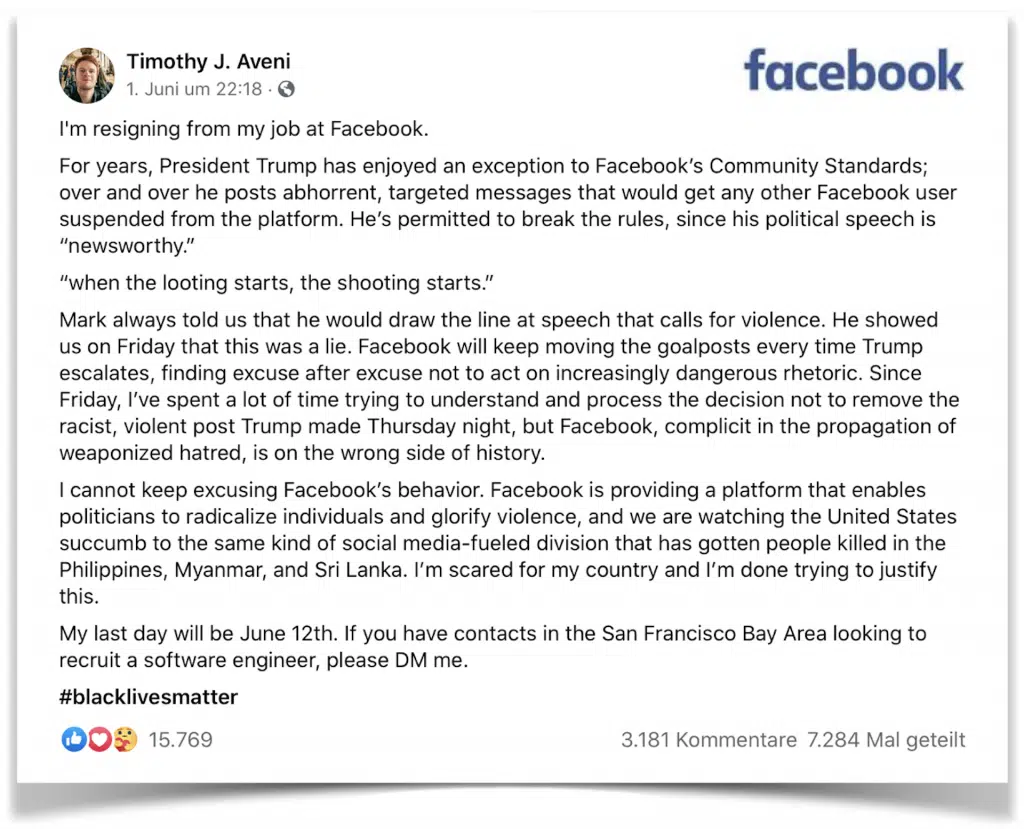 Timothy J. Aveni
facebook
1. Juni um 22:18 ·
I'm resigning from my job at Facebook.
For years, President Trump has enjoyed an exception to Facebook’s Community Standards;
over and over he posts abhorrent, targeted messages that would get any other Facebook user
suspended from the platform. He’s permitted to break the rules, since his political speech is
“newsworthy.”
“when the looting starts, the shooting starts.”
Mark always told us that he would draw the line at speech that calls for violence. He showed
us on Friday that this was a lie. Facebook will keep moving the goalposts every time Trump
escalates, finding excuse after excuse not to act on increasingly dangerous rhetoric. Since
Friday, I’ve spent a lot of time trying to understand and process the decision not to remove the
racist, violent post Trump made Thursday night, but Facebook, complicit in the propagation of
weaponized hatred, is on the wrong side of history.
I cannot keep excusing Facebook’s behavior. Facebook is providing a platform that enables
politicians to radicalize individuals and glorify violence, and we are watching the United States
succumb to the same kind of social media-fueled division that has gotten people killed in the
Philippines, Myanmar, and Sri Lanka. I’m scared for my country and I’m done trying to justify
this.
My last day will be June 12th. If you have contacts in the San Francisco Bay Area looking to
recruit a software engineer, please DM me.
#blacklivesmatter
15.769 3.181 Kommentare 7.284 Mal geteilt